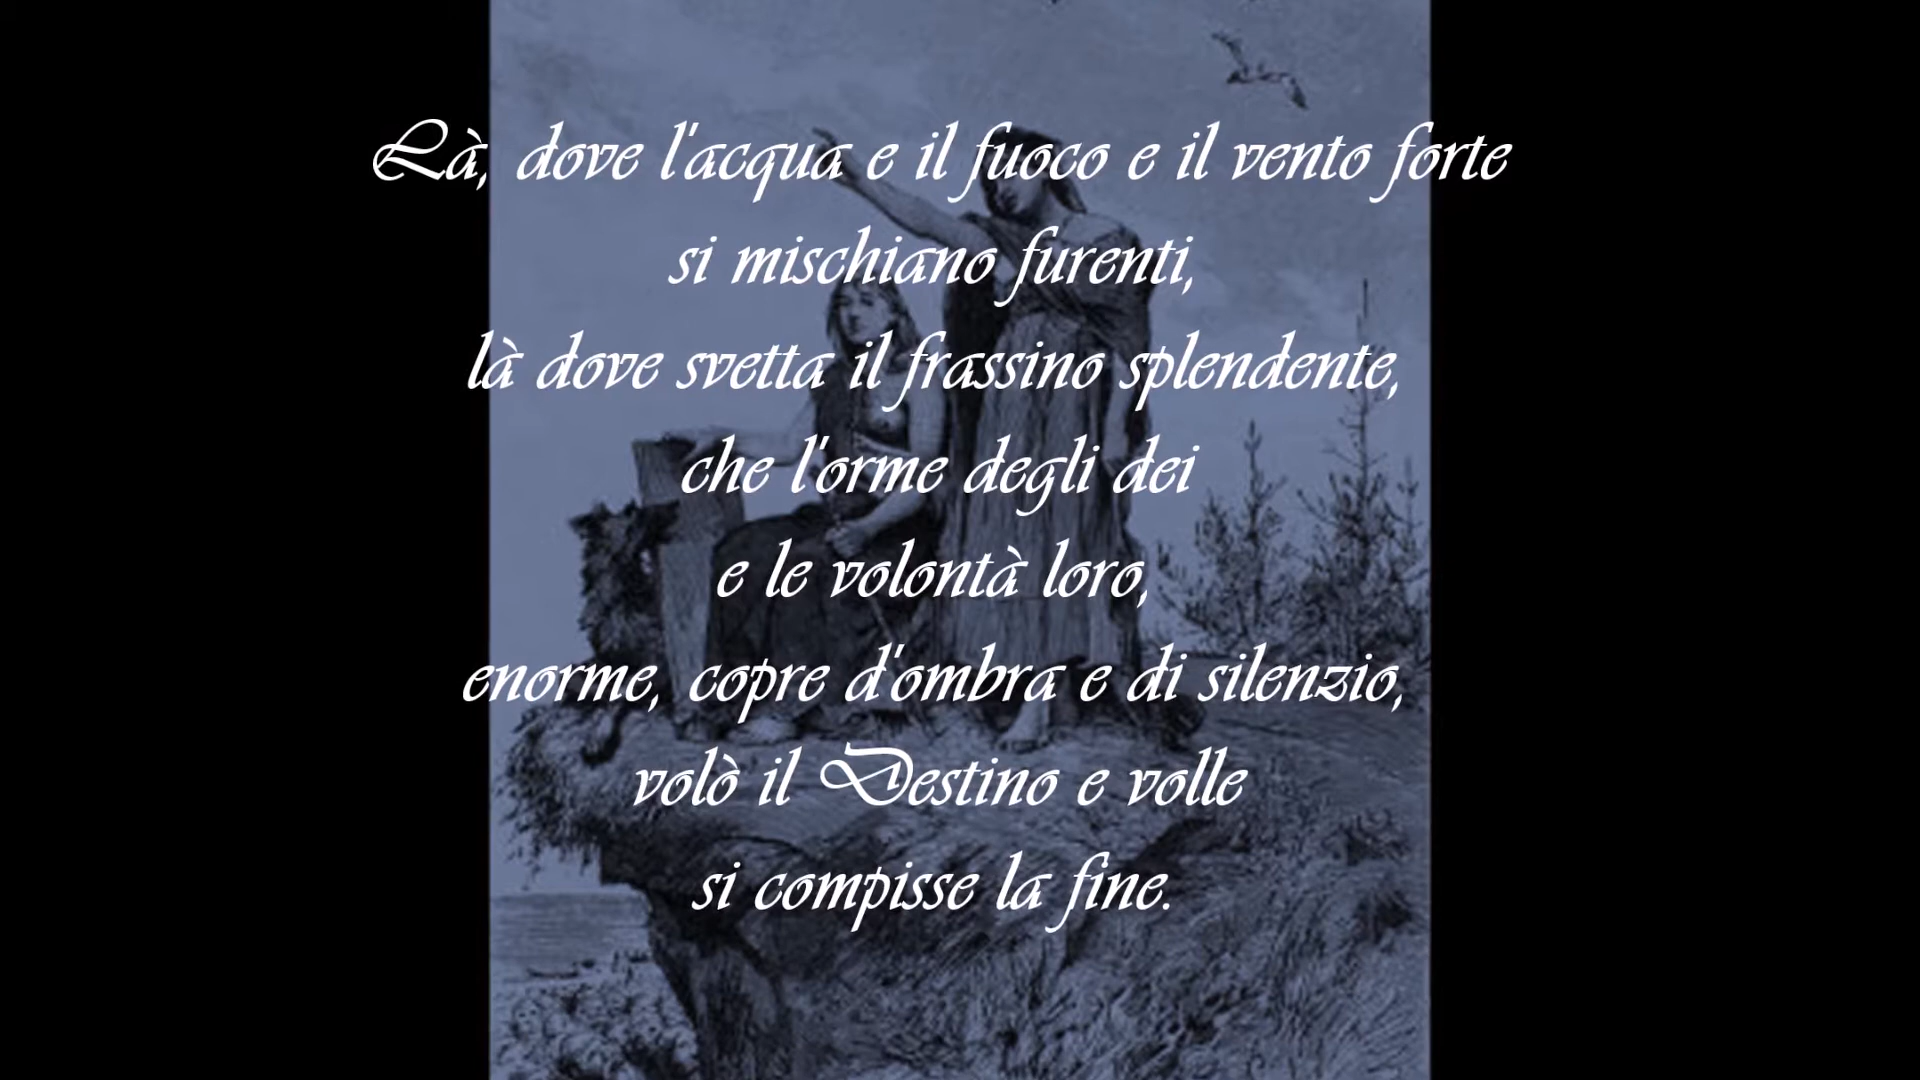 Là, dove l'acqua e il fuoco e il vento forte
si mischiano furenti,
là dove svetta il frassino splendente,
che l'orme degli dei
e le volontà loro,
enorme, copre d'ombra e di silenzio,
volò il Destino e volle
si compisse la fine.